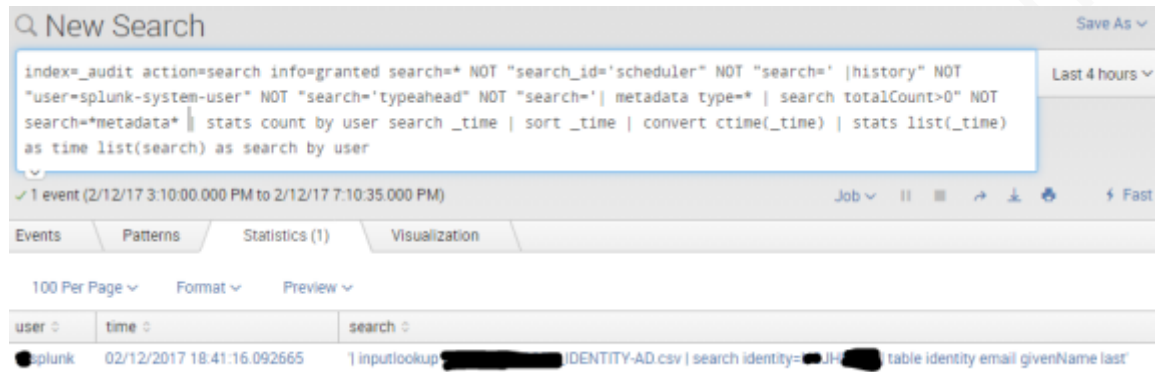 New Search
Save As
index=_audit action=search info=granted search=* NOT "search_id='scheduler" NOT "search=' |history" NOT
"user=splunk-system-user" NOT "search='typeahead" NOT "search='| metadata type=* | search totalCount>0" NOT
search=*metadata* | stats count by user search _time | sort _time | convert ctime(_time) | stats list(_time)
as time list(search) as search by user
Last 4 hours
1 event (2/12/17 3:10:00.000 PM to 2/12/17 7:10:35.000 PM)
Job
Fast
Events Patterns Statistics (1) Visualization
100 Per Page Format Preview
user time search
splunk 02/12/2017 18:41:16.092665 '| inputlookup IDENTITY-AD.csv | search identity= | table identity email givenName last'